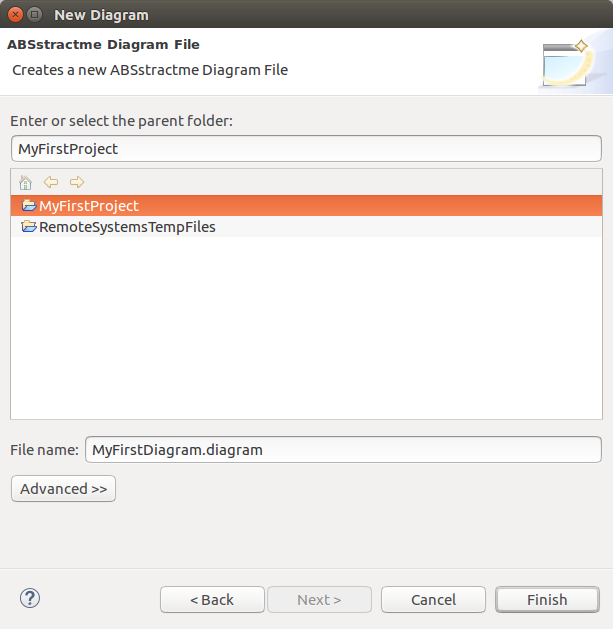 New Diagram
ABSstractme Diagram File
Creates a new ABSstractme Diagram File
Enter or select the parent folder:
MyFirstProject
MyFirstProject
RemoteSystemsTempFiles
File name: MyFirstDiagram.diagram
Advanced >>
? < Back Next > Cancel Finish